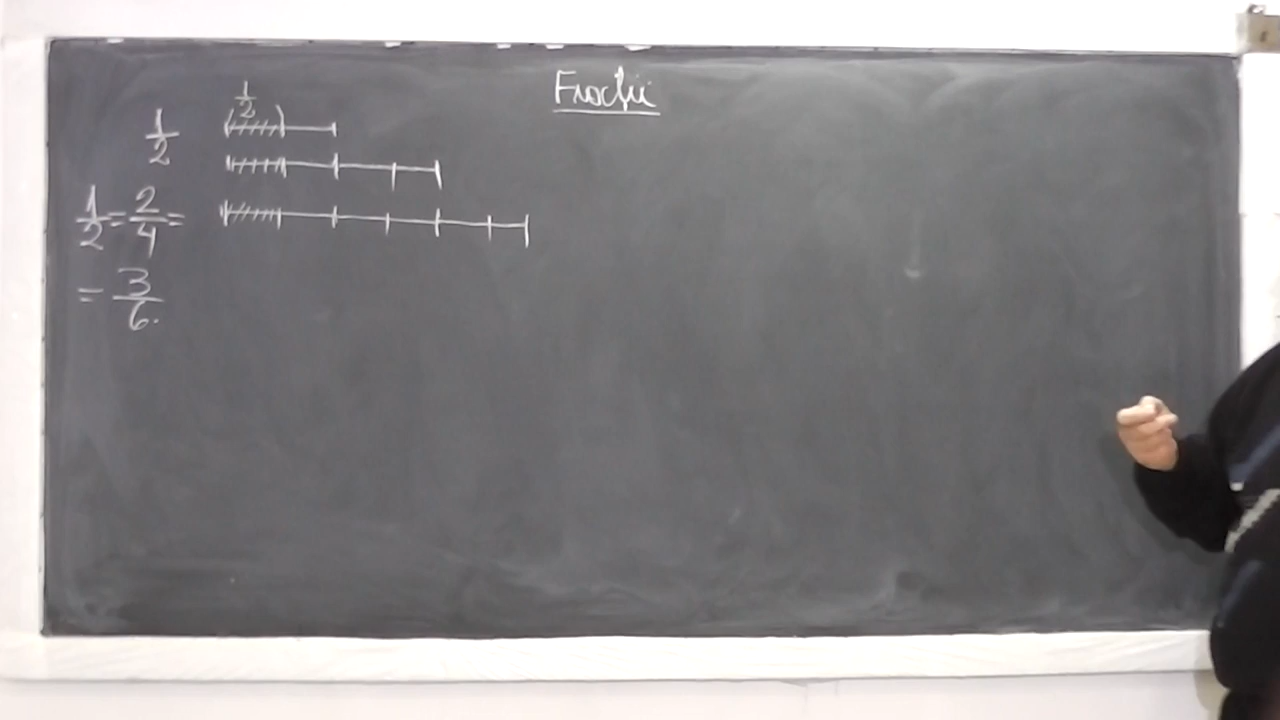 Fracții
1/2
1/2
1/2 = 2/4 =
= 3/6.